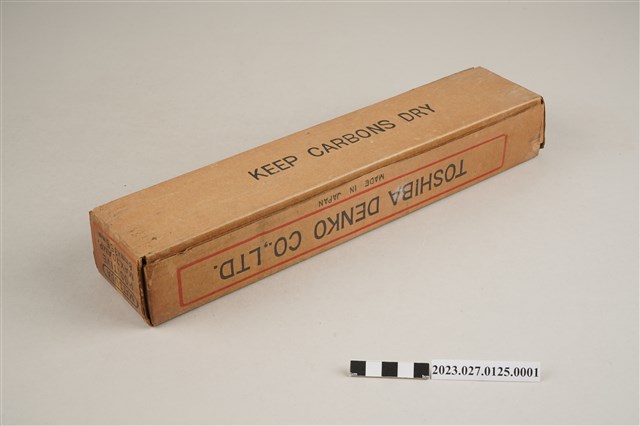 KEEP CARBONS DRY
TOSHIBA DENKO CO.,LTD.
MADE IN JAPAN
2023.027.0125.0001